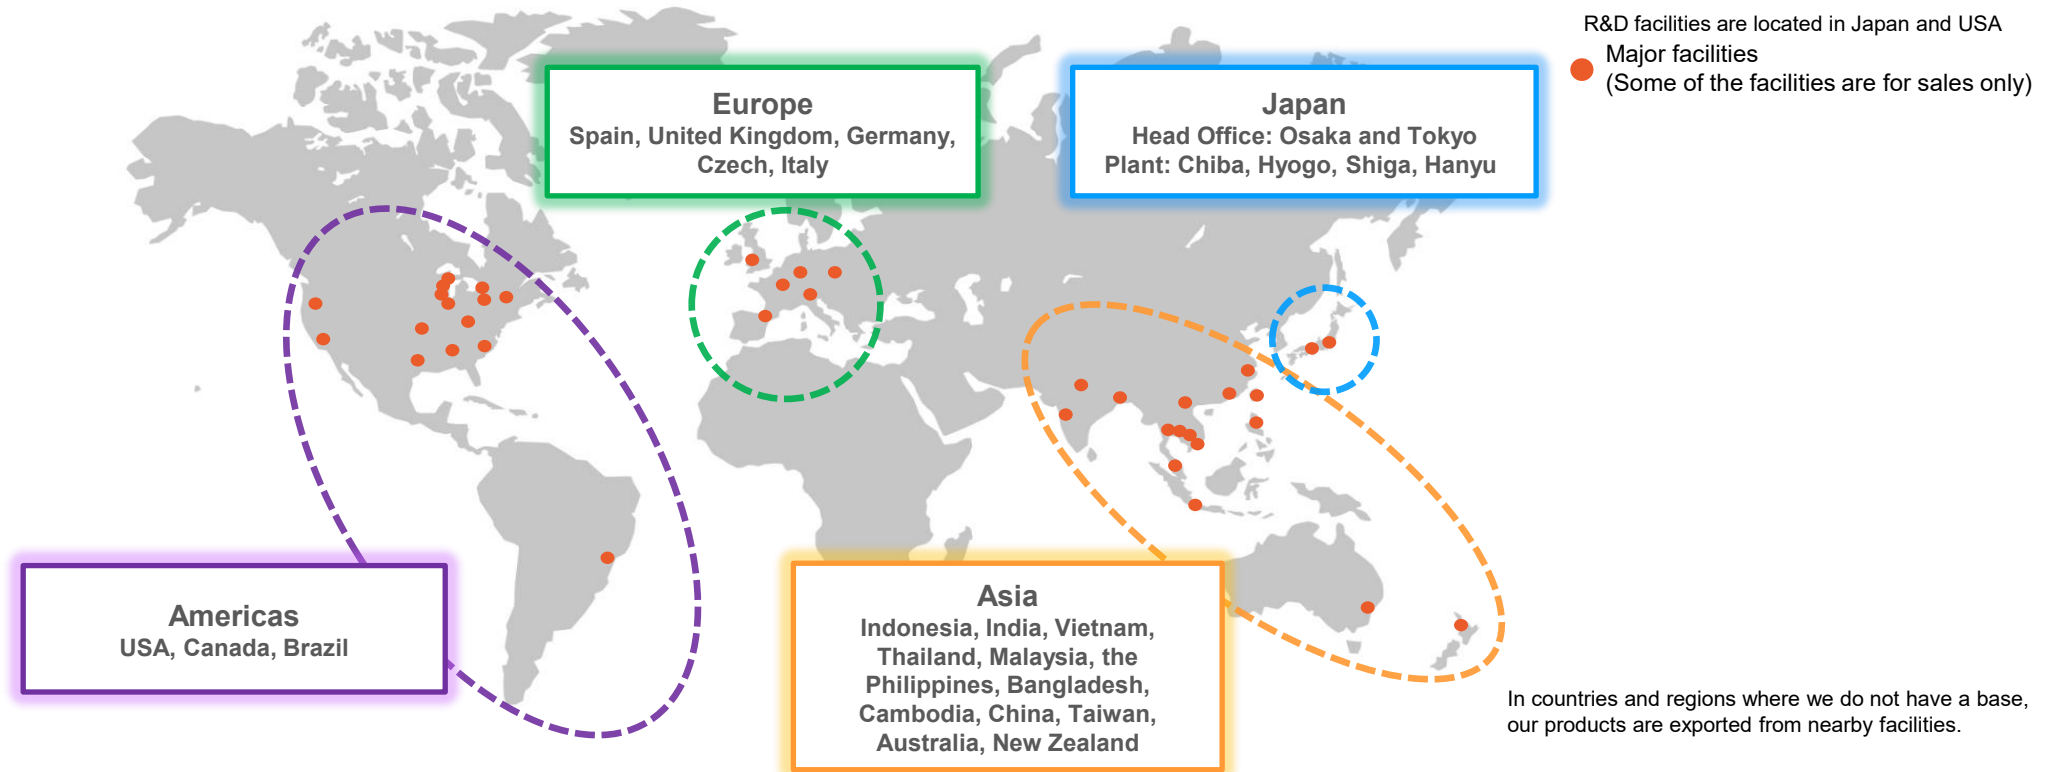 R&D facilities are located in Japan and USA
Major facilities
(Some of the facilities are for sales only)
Europe
Spain, United Kingdom, Germany,
Czech, Italy
Japan
Head Office: Osaka and Tokyo
Plant: Chiba, Hyogo, Shiga, Hanyu
Americas
USA, Canada, Brazil
Asia
Indonesia, India, Vietnam,
Thailand, Malaysia, the
Philippines, Bangladesh,
Cambodia, China, Taiwan,
Australia, New Zealand
In countries and regions where we do not have a base,
our products are exported from nearby facilities.